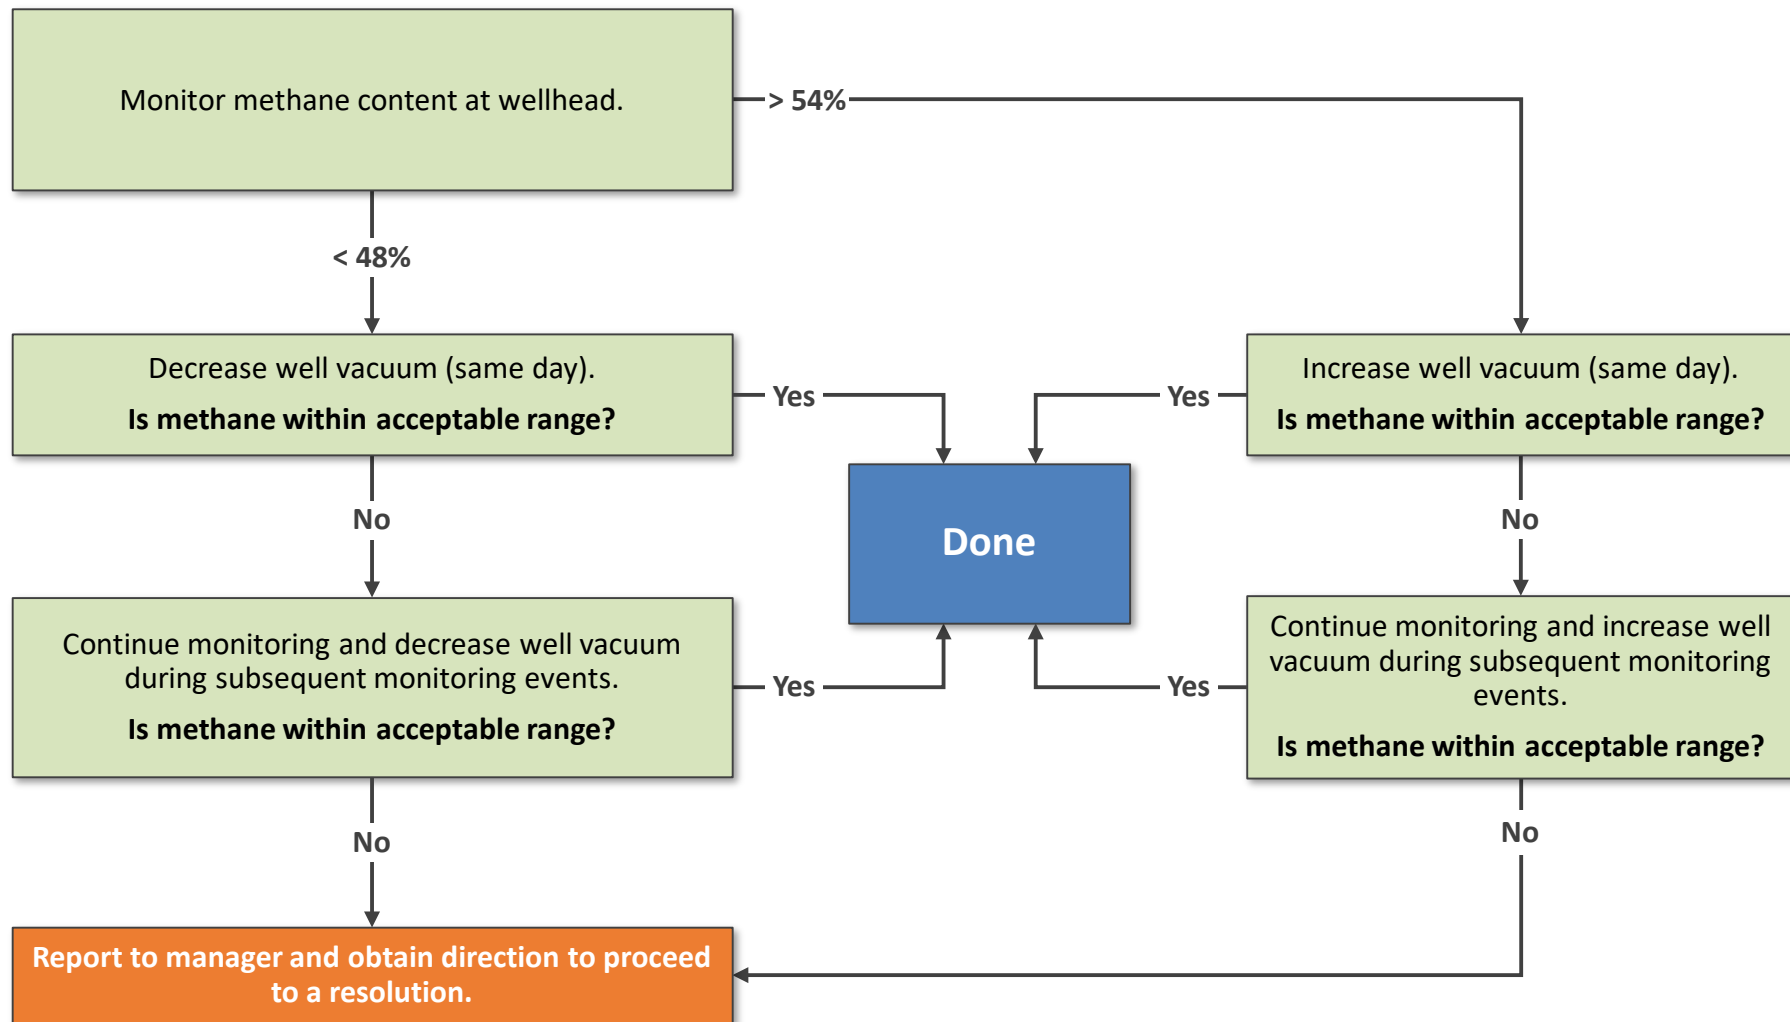 Monitor methane content at wellhead.
> 54%
< 48%
Decrease well vacuum (same day).
Is methane within acceptable range?
Yes
Yes
Increase well vacuum (same day).
Is methane within acceptable range?
No
Done
No
Continue monitoring and decrease well vacuum
during subsequent monitoring events.
Is methane within acceptable range?
Yes
Yes
Continue monitoring and increase well
vacuum during subsequent monitoring
events.
Is methane within acceptable range?
No
No
Report to manager and obtain direction to proceed
to a resolution.